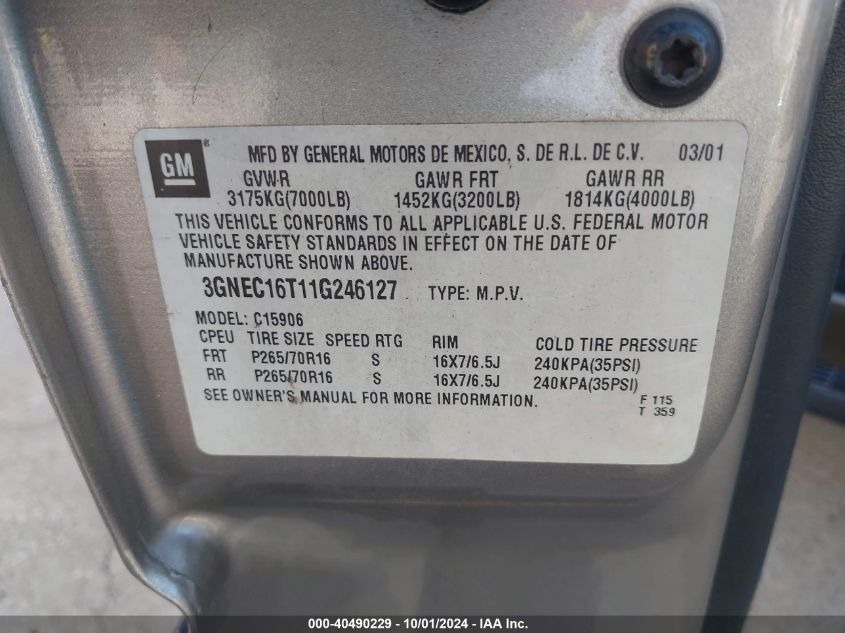 GM ® MFD BY GENERAL MOTORS DE MEXICO, S. DE R.L. DE C.V. 03/01
GVWR GAWR FRT GAWR RR
3175KG(7000LB) 1452KG(3200LB) 1814KG(4000LB)
THIS VEHICLE CONFORMS TO ALL APPLICABLE U.S. FEDERAL MOTOR
VEHICLE SAFETY STANDARDS IN EFFECT ON THE DATE OF
MANUFACTURE SHOWN ABOVE.
3GNEC16T11G246127 TYPE: M.P.V.
MODEL: C15906
CPEU TIRE SIZE SPEED RTG RIM COLD TIRE PRESSURE
FRT P265/70R16 S 16X7/6.5J 240KPA(35PSI)
RR P265/70R16 S 16X7/6.5J 240KPA(35PSI)
SEE OWNER'S MANUAL FOR MORE INFORMATION. F 115
T 359
000-40490229 - 10/01/2024 - IAA Inc.